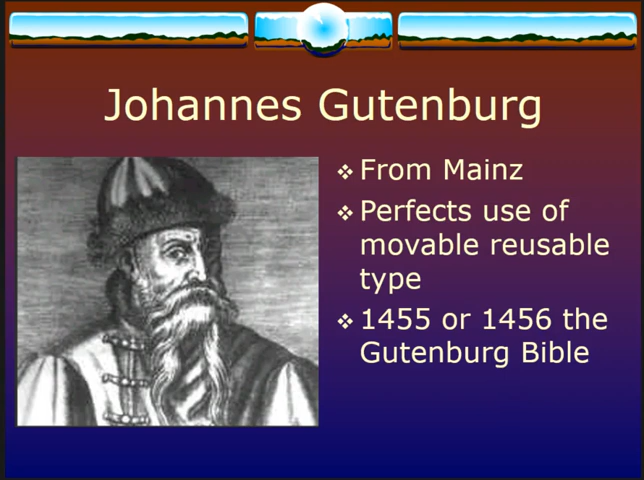 Johannes Gutenburg
❖ From Mainz
❖ Perfects use of
movable reusable
type
❖ 1455 or 1456 the
Gutenburg Bible